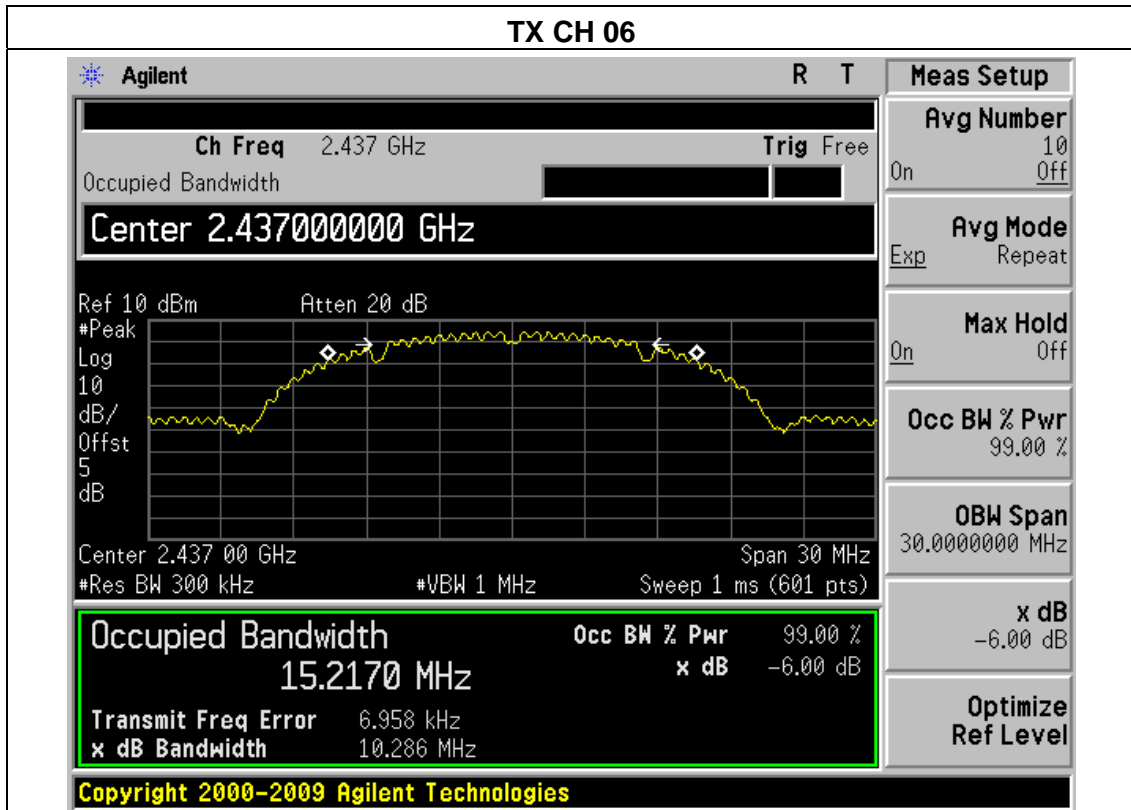 TX CH 06
Agilent R T
Ch Freq 2.437 GHz Trig Free
Occupied Bandwidth
Center 2.437000000 GHz
Ref 10 dBm Atten 20 dB
#Peak
Log
10
dB/
Offst
5
dB
Center 2.437 00 GHz Span 30 MHz
#Res BW 300 kHz #VBW 1 MHz Sweep 1 ms (601 pts)
Occupied Bandwidth Occ BW % Pwr 99.00 %
15.2170 MHz x dB -6.00 dB
Transmit Freq Error 6.958 kHz
x dB Bandwidth 10.286 MHz
Copyright 2000-2009 Agilent Technologies
Meas Setup
Avg Number
10
On Off
Avg Mode
Exp Repeat
Max Hold
On Off
Occ BW % Pwr
99.00 %
OBW Span
30.0000000 MHz
x dB
-6.00 dB
Optimize
Ref Level